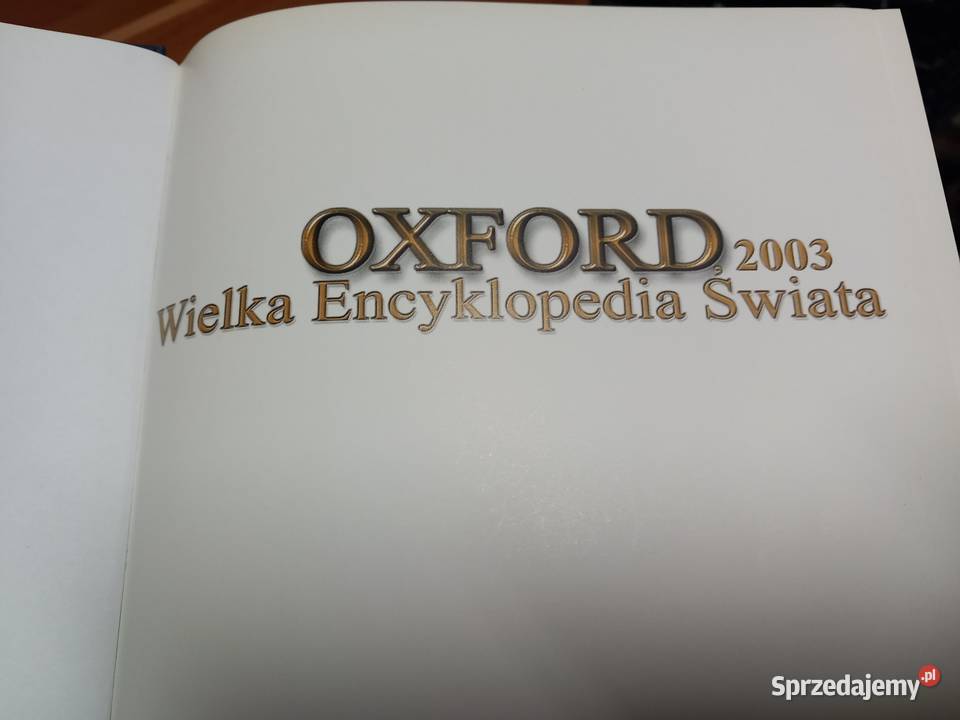 OXFORD 2003
Wielka Encyklopedia Świata
Sprzedajemy.pl